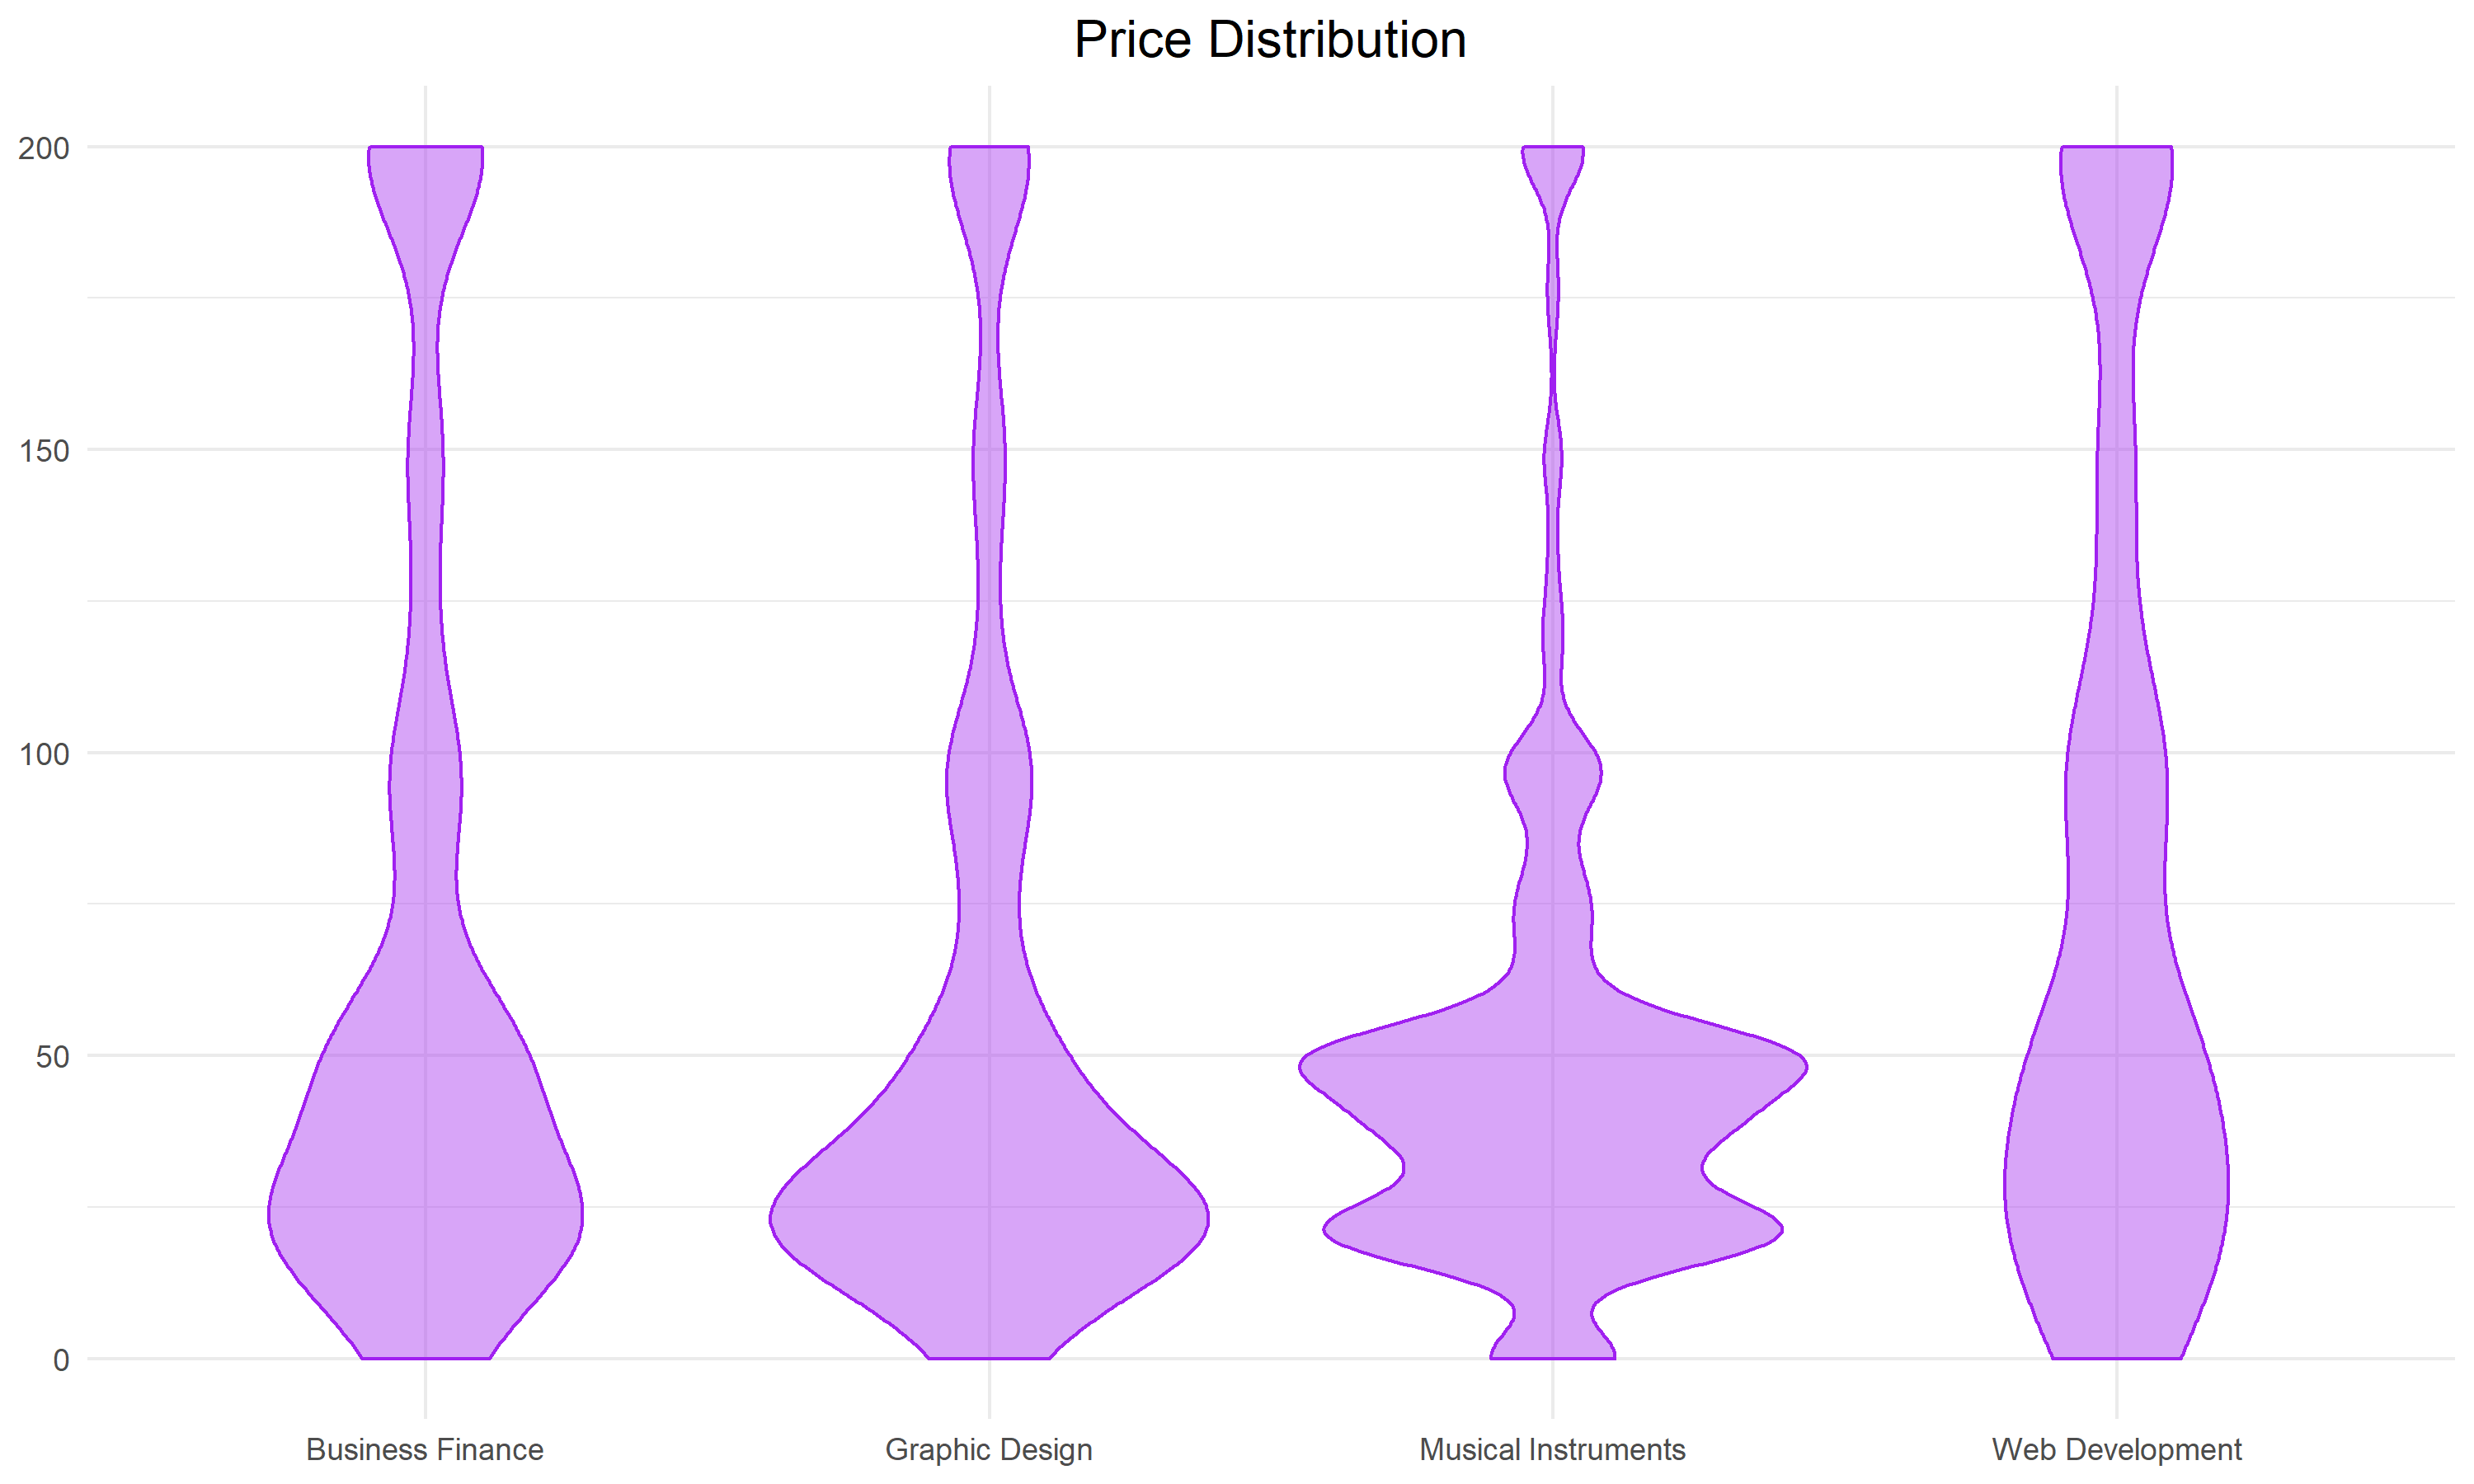 Price Distribution
200
150
100
50
0
Business Finance
Graphic Design
Musical Instruments
Web Development